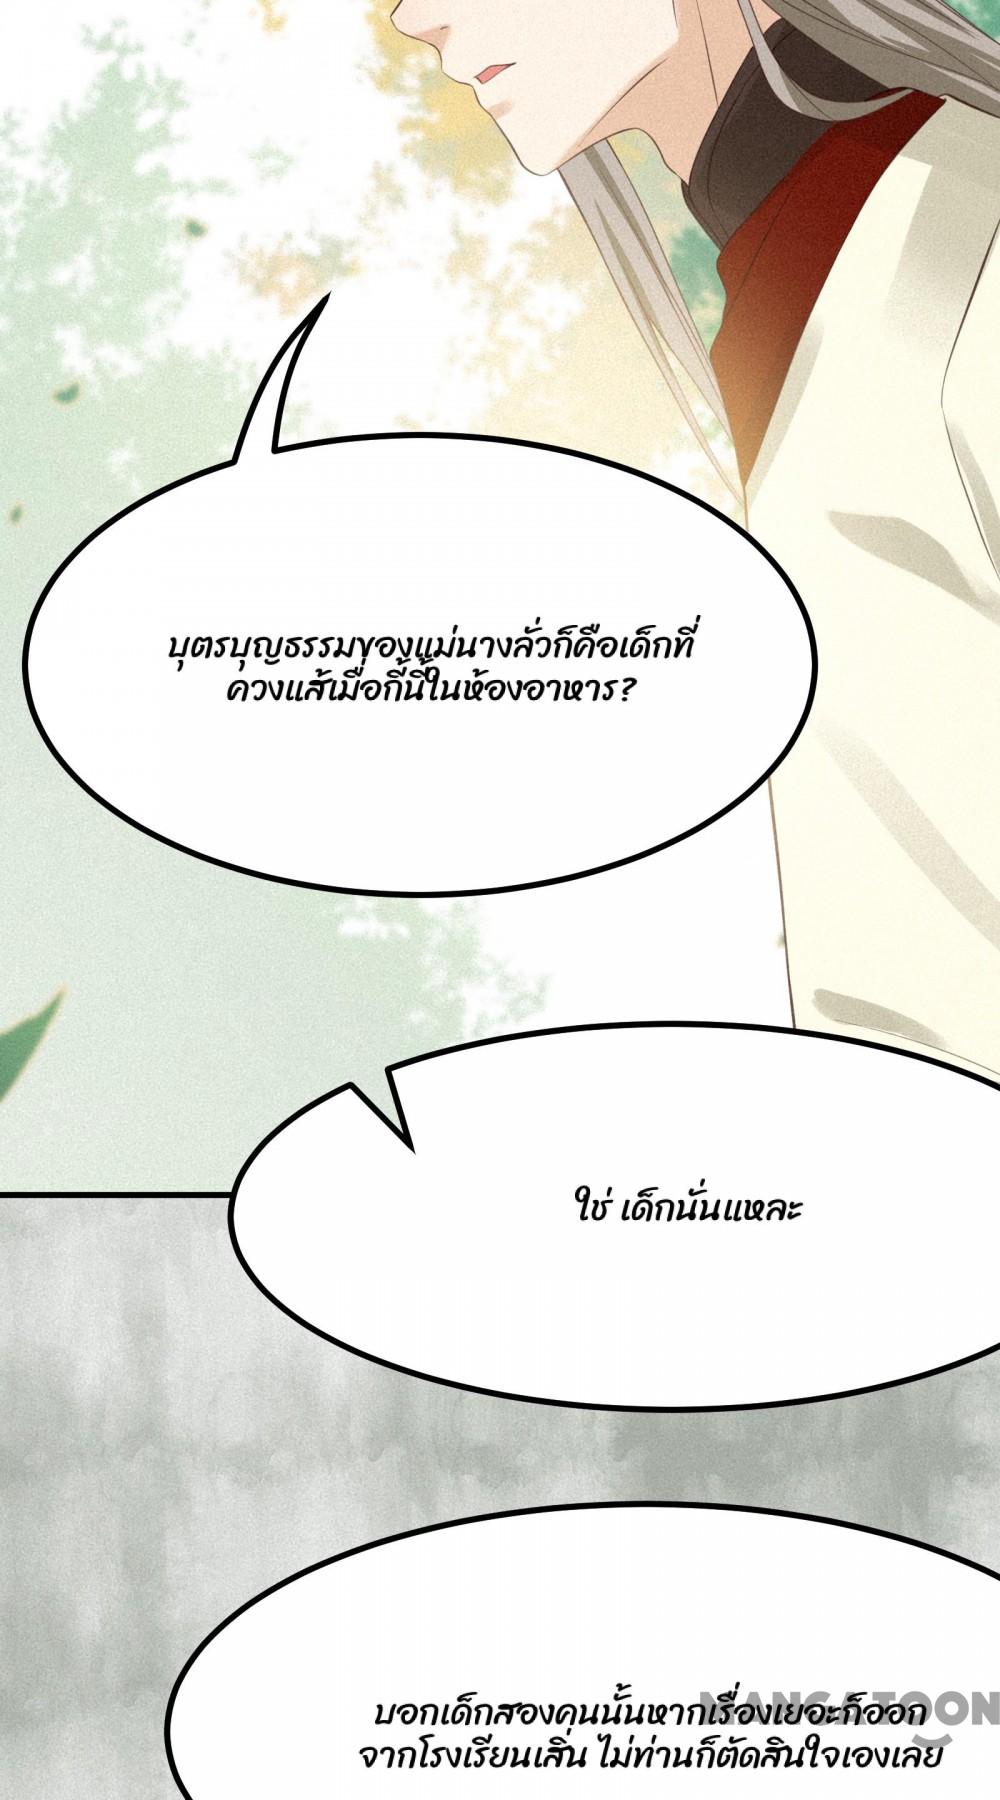 บุตรบุญธรรมของแม่นางลั่วก็คือเด็กที่
ควงแส้เมื่อกี้นี้ในห้องอาหาร?
ใช่ เด็กนั่นแหละ
บอกเด็กสองคนนั้นหากเรื่องเยอะก็ออก
จากโรงเรียนเสิ่น ไม่ท่านก็ตัดสินใจเองเลย
MANGATOON